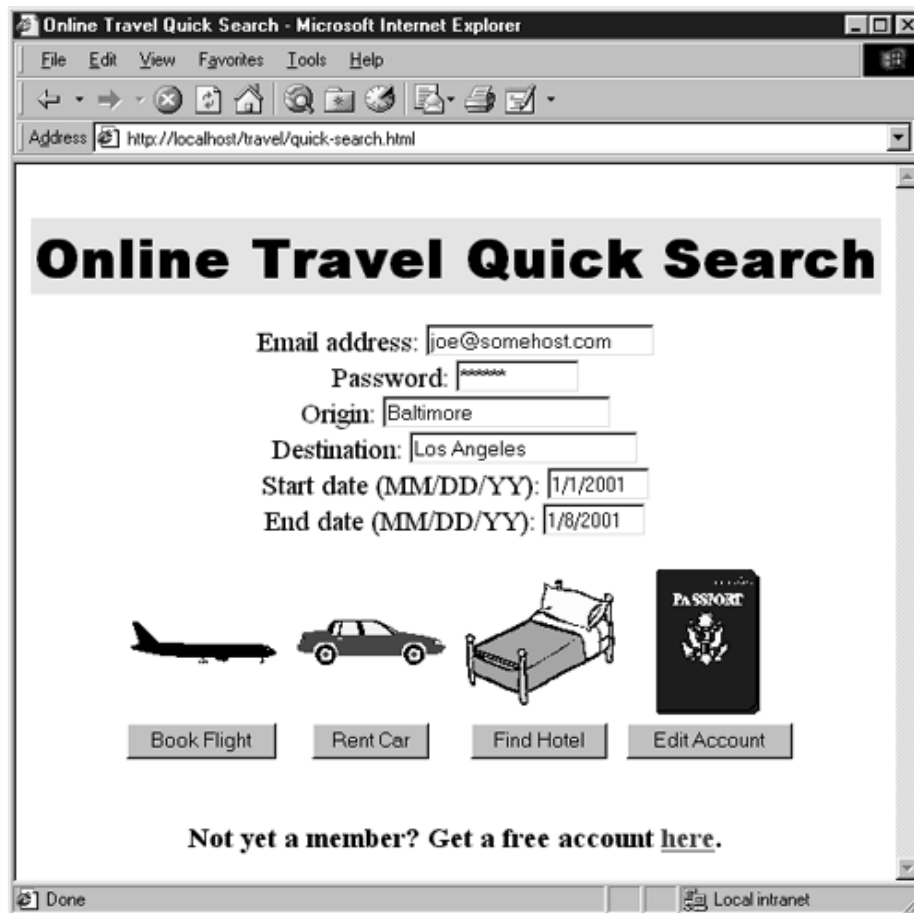 Online Travel Quick Search - Microsoft Internet Explorer
File Edit View Favorites Tools Help
Address http://localhost/travel/quick-search.html
Online Travel Quick Search
Email address: joe@somehost.com
Password: ******
Origin: Baltimore
Destination: Los Angeles
Start date (MM/DD/YY): 1/1/2001
End date (MM/DD/YY): 1/8/2001
PASSPORT
Book Flight Rent Car Find Hotel Edit Account
Not yet a member? Get a free account here.
Done Local intranet